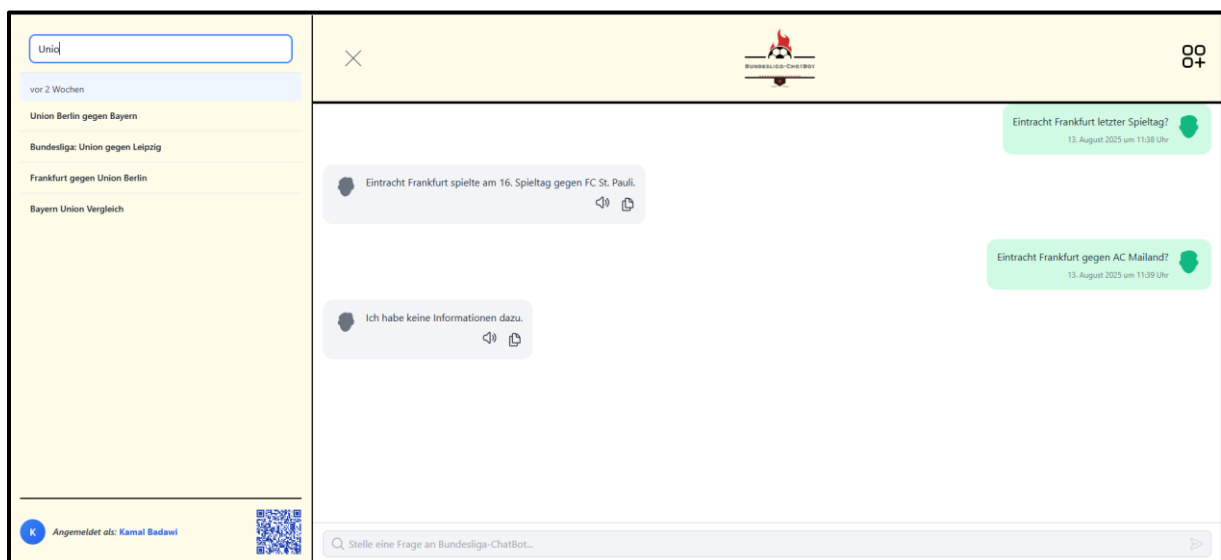 Unio
vor 2 Wochen
Union Berlin gegen Bayern
Bundesliga: Union gegen Leipzig
Frankfurt gegen Union Berlin
Bayern Union Vergleich
K
Angemeldet als: Kamal Badawi
BUNDESLIGA-CHATBOT
Eintracht Frankfurt letzter Spieltag?
13. August 2025 um 11:38 Uhr
Eintracht Frankfurt spielte am 16. Spieltag gegen FC St. Pauli.
Eintracht Frankfurt gegen AC Mailand?
13. August 2025 um 11:39 Uhr
Ich habe keine Informationen dazu.
Stelle eine Frage an Bundesliga-ChatBot...